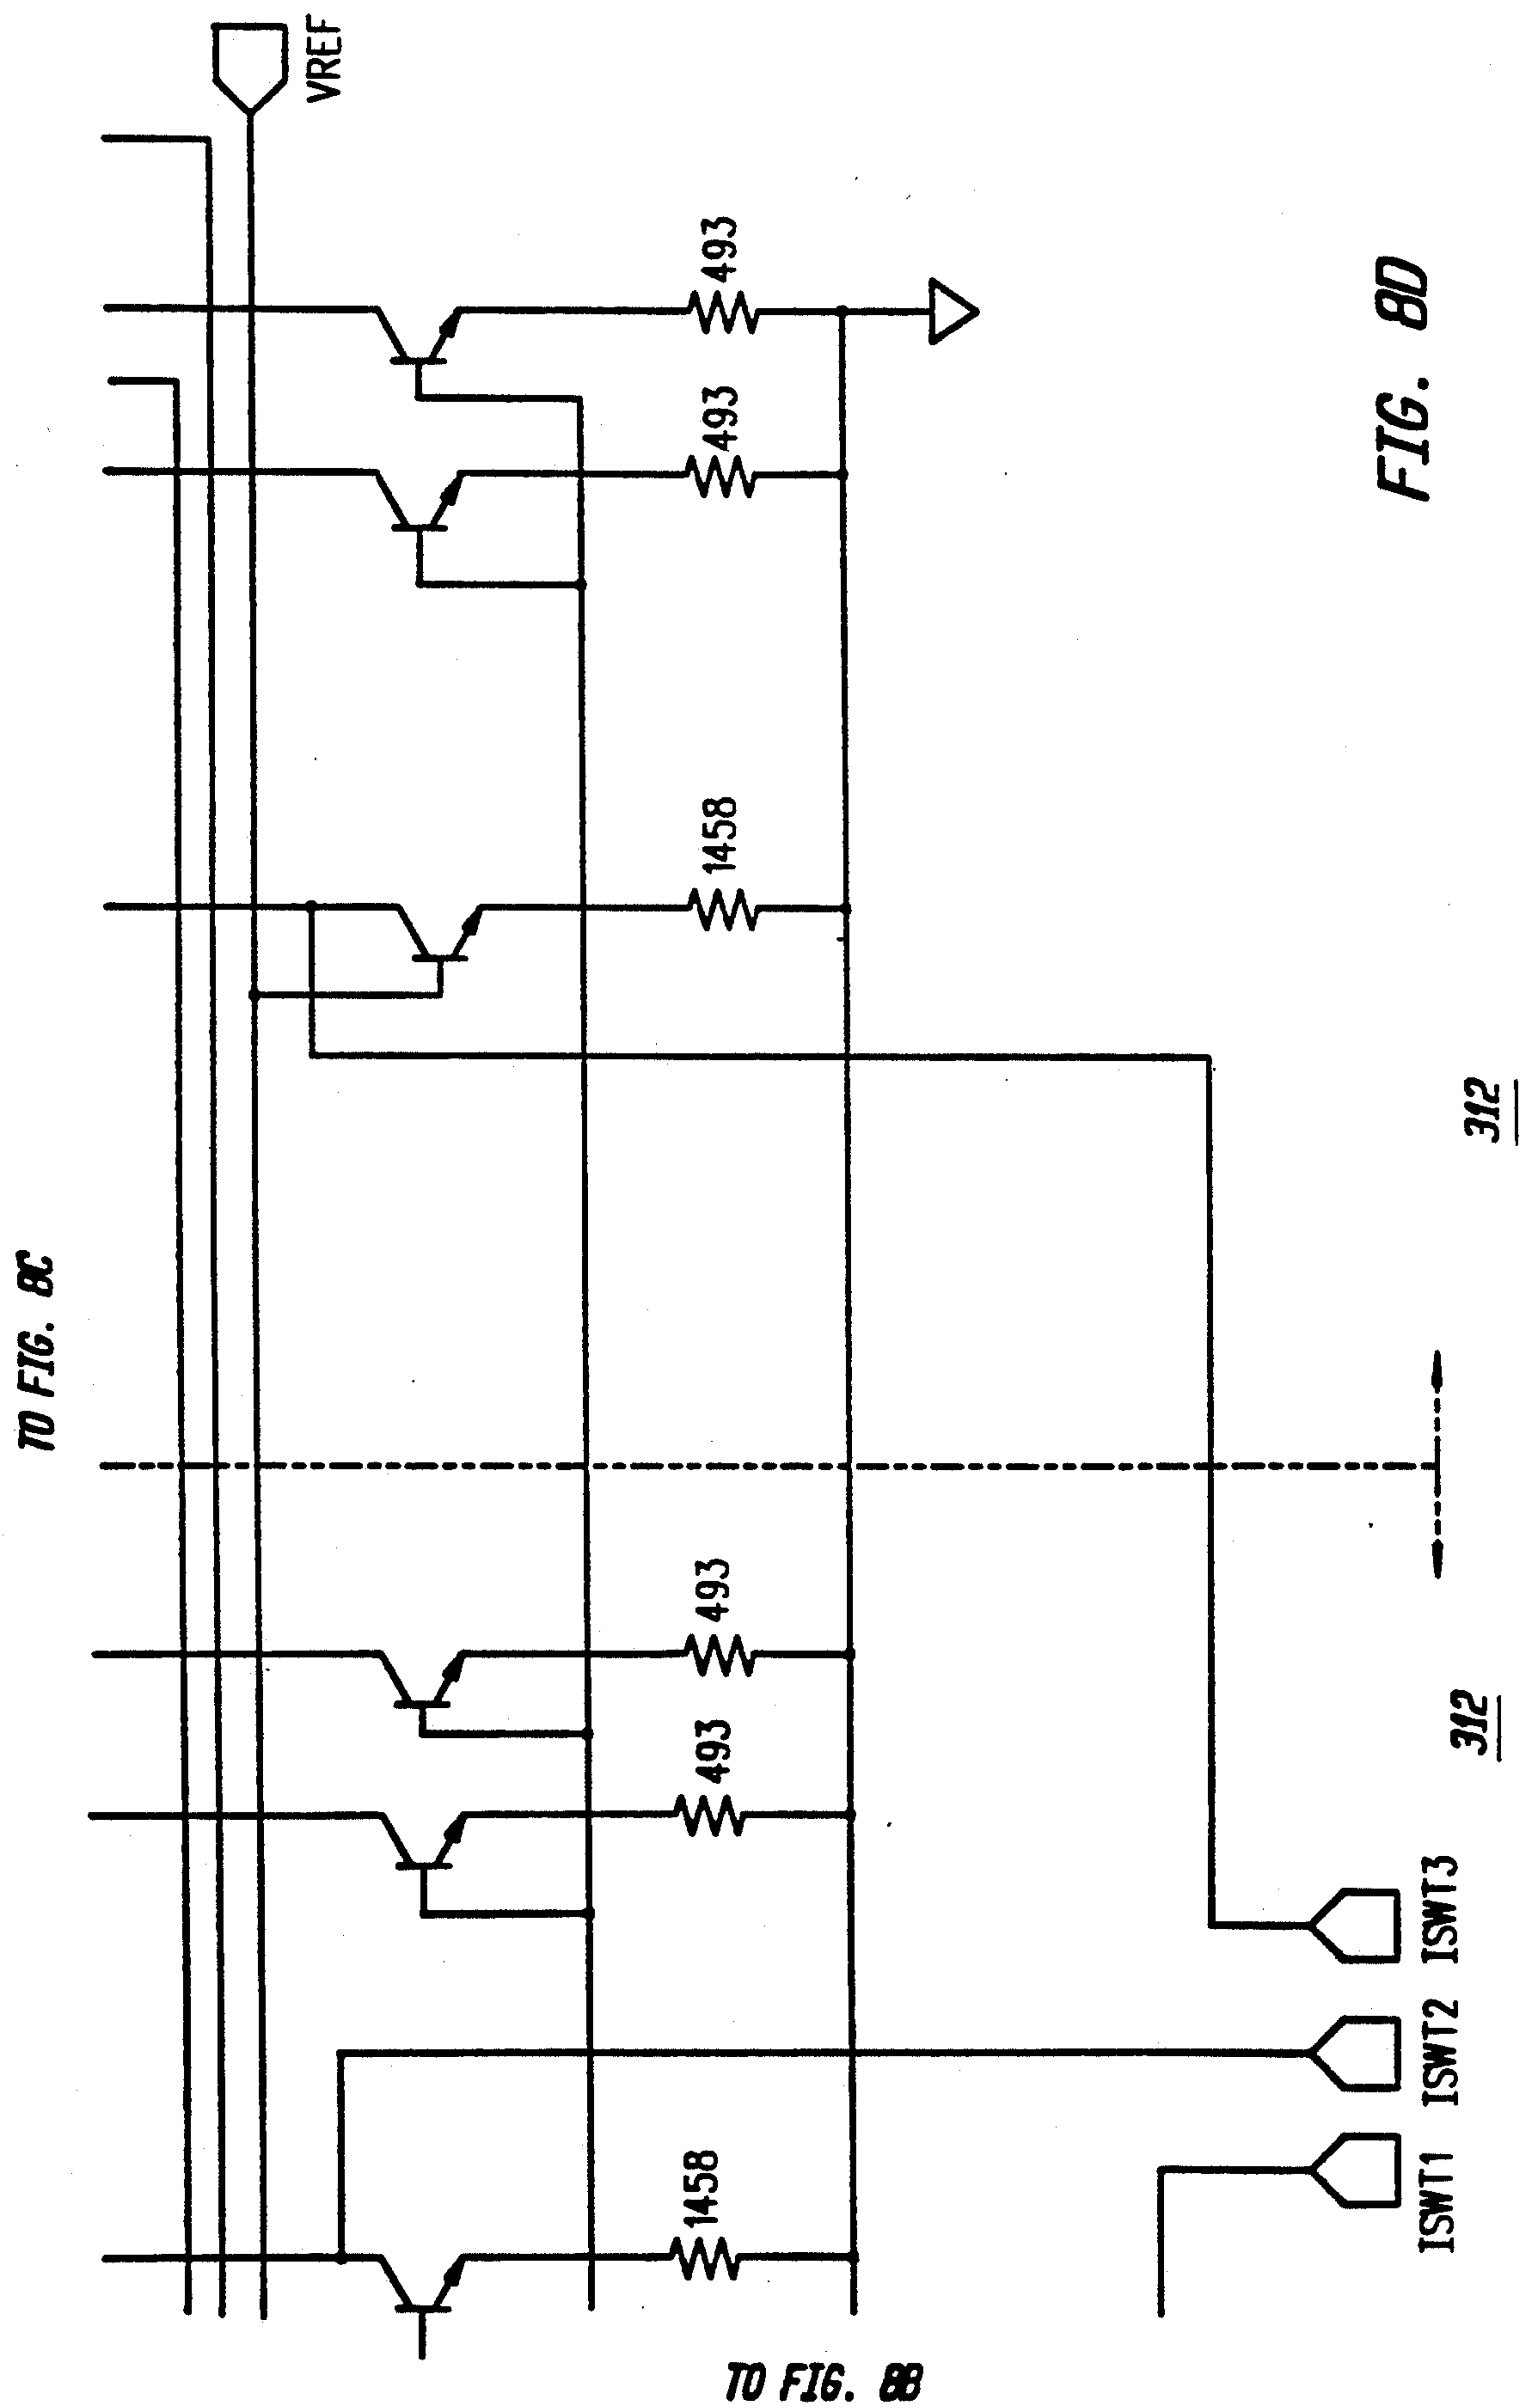 TO FIG. 8C
VREF
493
493
1458
493
493
1458
ISWT1
ISWT2
ISWT3
312
312
TO FIG. 8B
FIG. 8D